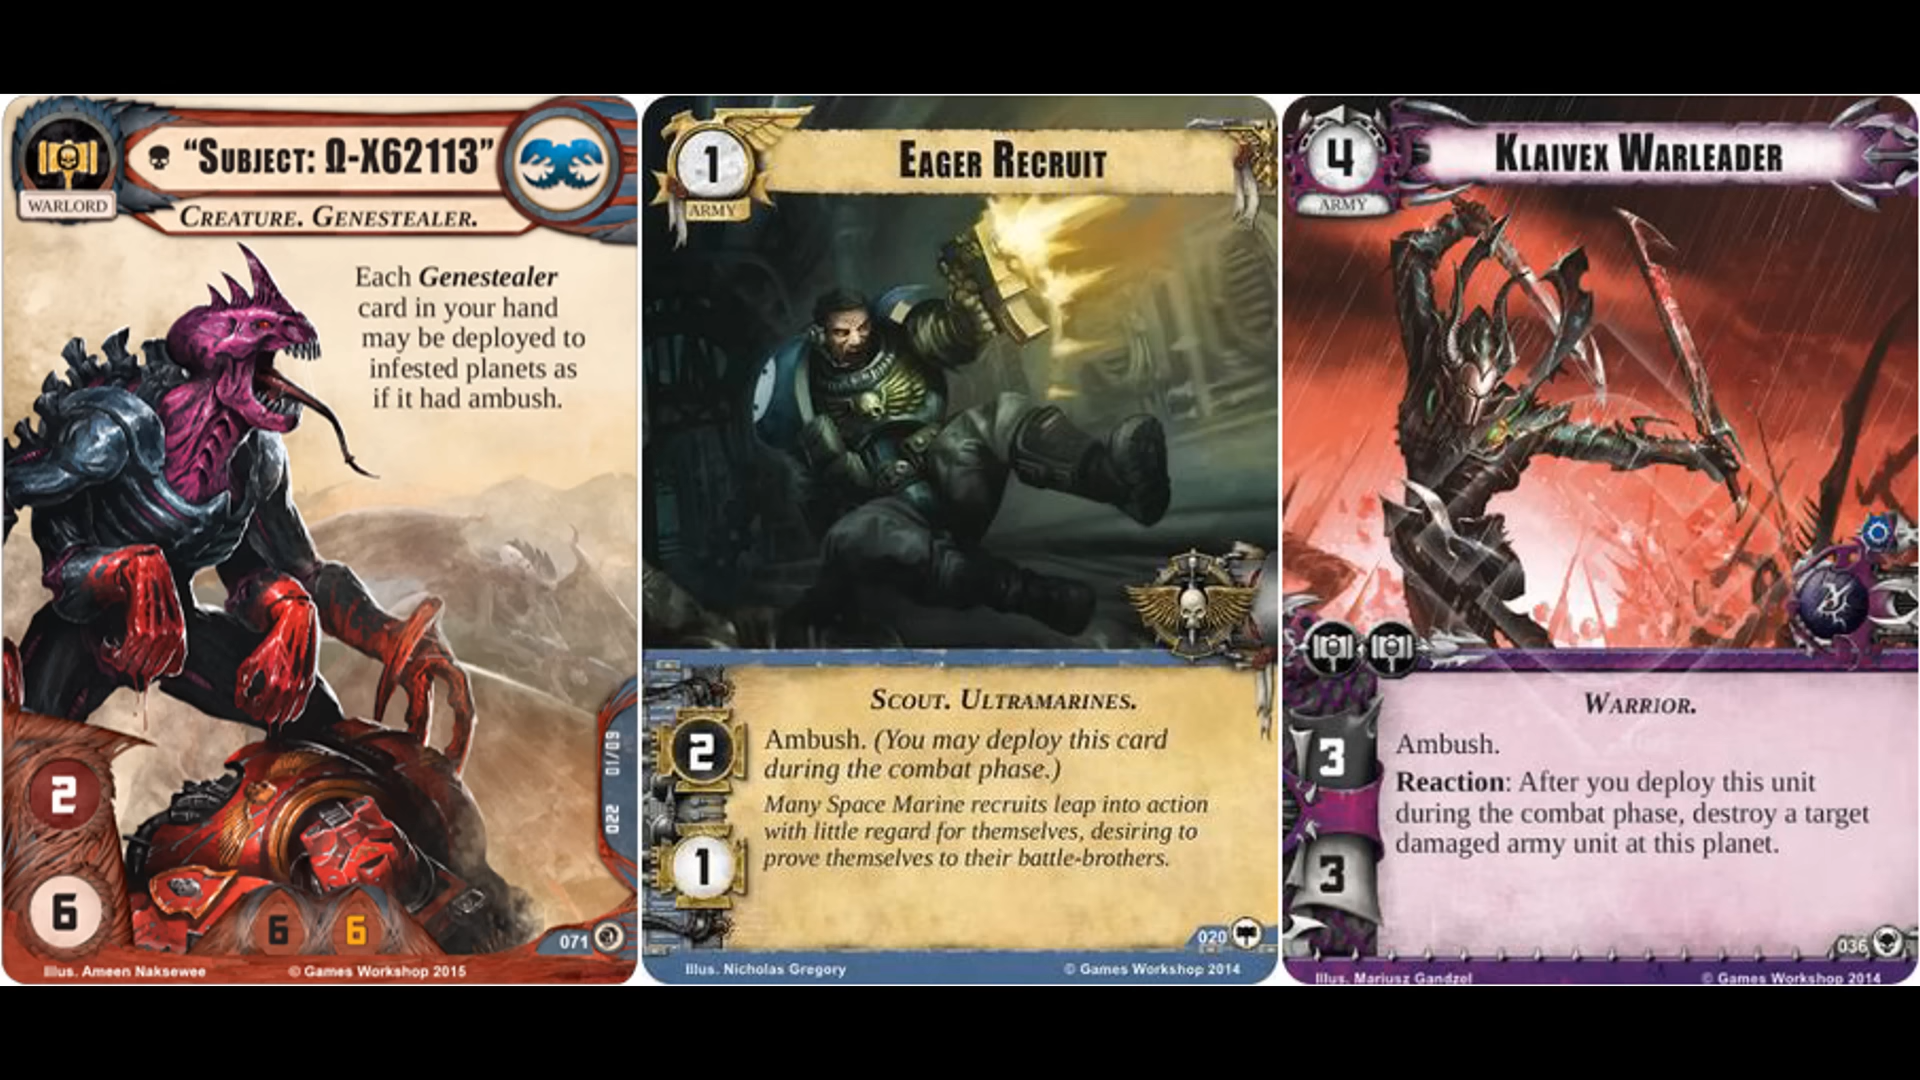 WARLORD
"SUBJECT: Ω-X62113"
CREATURE. GENESTEALER.
Each Genestealer
card in your hand
may be deployed to
infested planets as
if it had ambush.
2
6
6
6
022
01/09
071
Illus. Ameen Naksewee
© Games Workshop 2015
1
ARMY
EAGER RECRUIT
SCOUT. ULTRAMARINES.
2
1
Ambush. (You may deploy this card
during the combat phase.)
Many Space Marine recruits leap into action
with little regard for themselves, desiring to
prove themselves to their battle-brothers.
020
Illus. Nicholas Gregory
© Games Workshop 2014
4
ARMY
KLAIVEX WARLEADER
WARRIOR.
3
3
Ambush.
Reaction: After you deploy this unit
during the combat phase, destroy a target
damaged army unit at this planet.
036
Illus. Mariusz Gandzel
© Games Workshop 2014